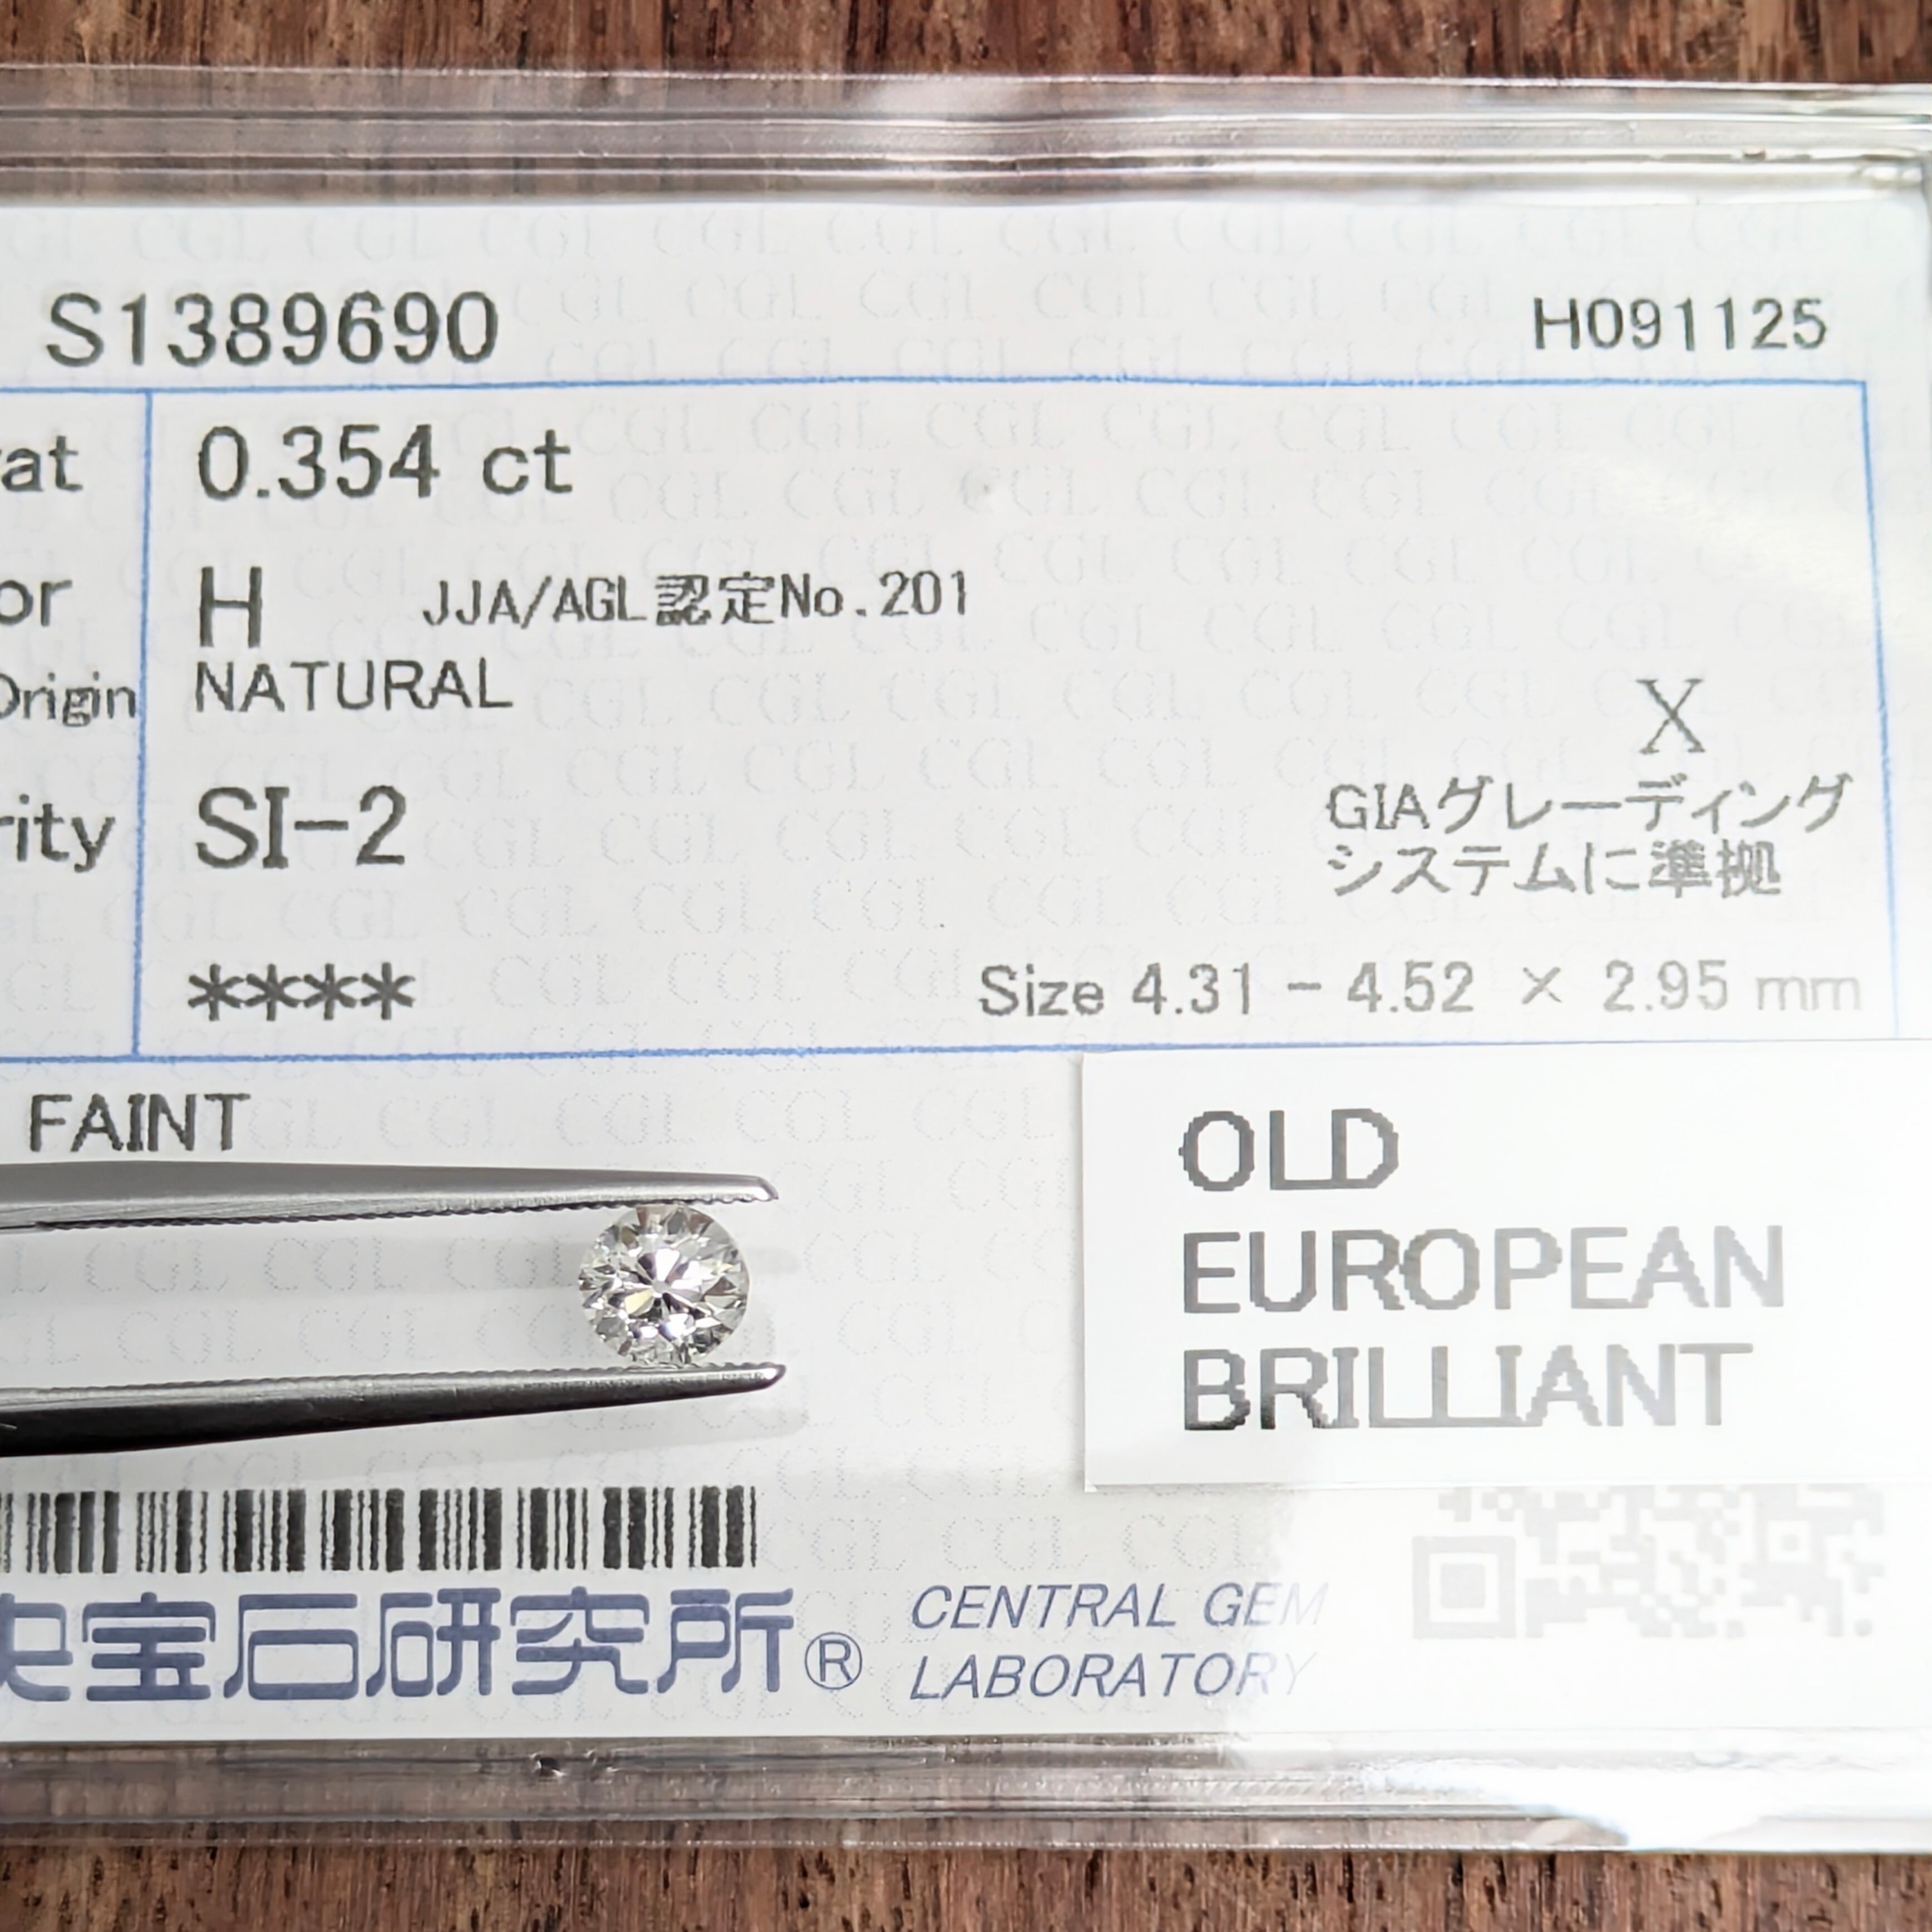 S1389690 H091125
rat 0.354 ct
or H JJA/AGL認定No.201
Origin NATURAL
X
rity SI-2 GIAグレーディング
システムに準拠
**** Size 4.31 - 4.52 × 2.95 mm
FAINT
OLD
EUROPEAN
BRILLIANT
央宝石研究所® CENTRAL GEM
LABORATORY